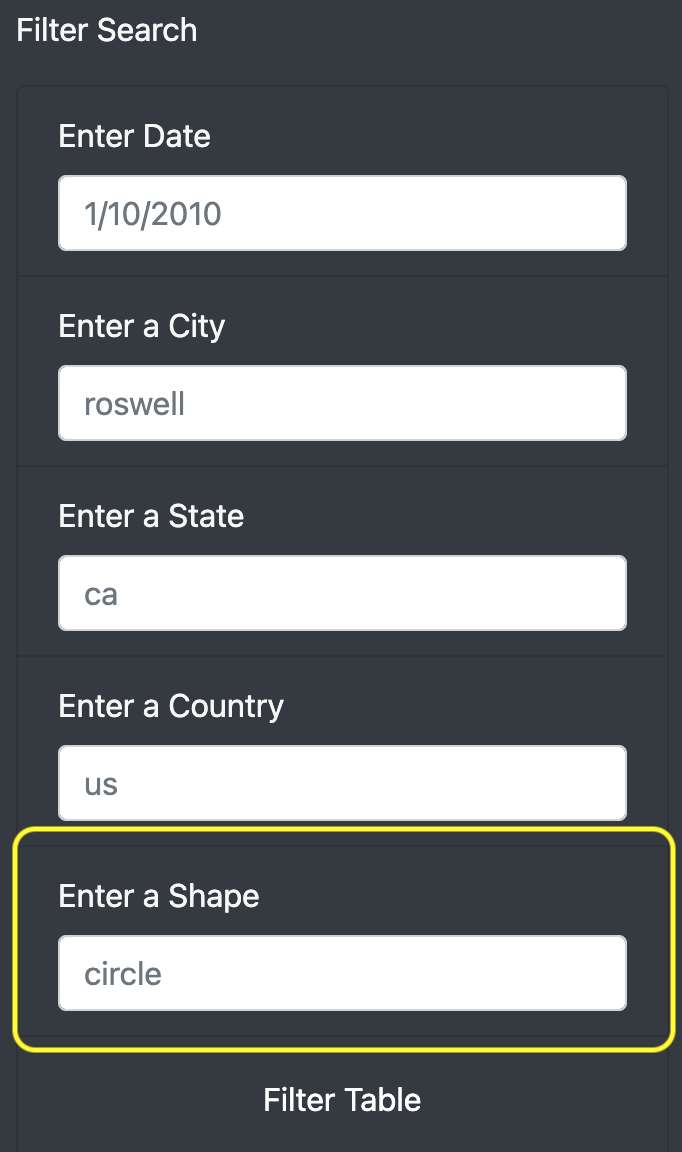 Filter Search
Enter Date
1/10/2010
Enter a City
roswell
Enter a State
ca
Enter a Country
us
Enter a Shape
circle
Filter Table